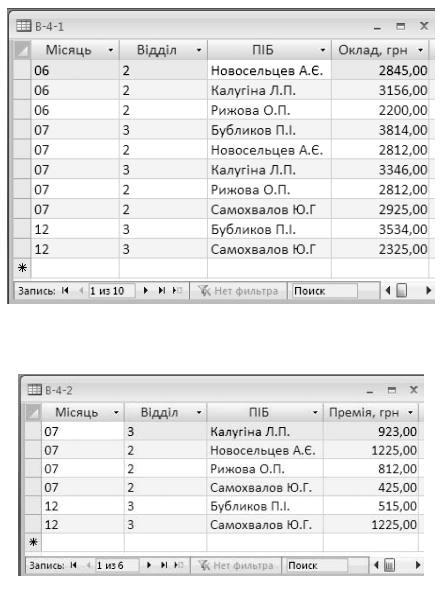 В-4-1
Місяць Відділ ПІБ Оклад, грн
06 2 Новосельцев А.Є. 2845,00
06 2 Калугіна Л.П. 3156,00
06 2 Рижова О.П. 2200,00
07 3 Бубликов П.І. 3814,00
07 2 Новосельцев А.Є. 2812,00
07 3 Калугіна Л.П. 3346,00
07 2 Рижова О.П. 2812,00
07 2 Самохвалов Ю.Г 2925,00
12 3 Бубликов П.І. 3534,00
12 3 Самохвалов Ю.Г 2325,00
Запись: 1 из 10 Нет фильтра Поиск
В-4-2
Місяць Відділ ПІБ Премія, грн
07 3 Калугіна Л.П. 923,00
07 2 Новосельцев А.Є. 1225,00
07 2 Рижова О.П. 812,00
07 2 Самохвалов Ю.Г. 425,00
12 3 Бубликов П.І. 515,00
12 3 Самохвалов Ю.Г. 1225,00
Запись: 1 из 6 Нет фильтра Поиск